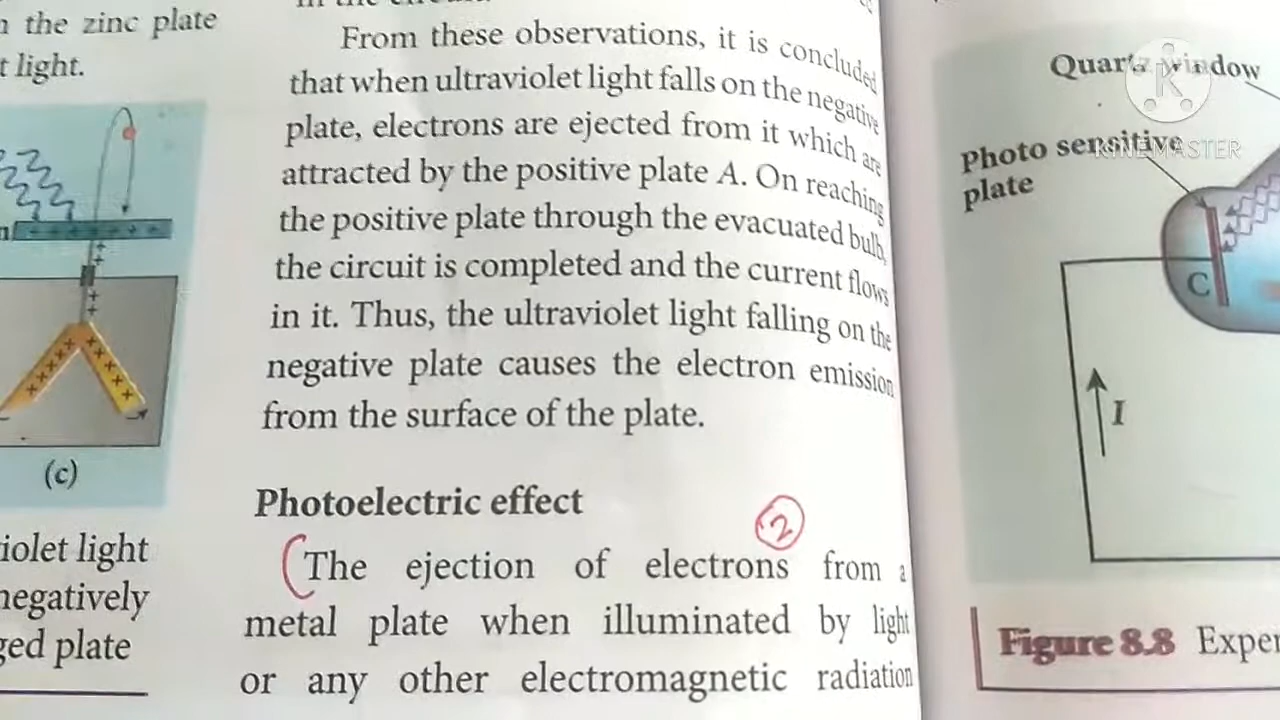 the zinc plate
t light.
(c)
iolet light
negatively
ged plate
From these observations, it is concluded
that when ultraviolet light falls on the negative
plate, electrons are ejected from it which are
attracted by the positive plate A. On reaching
the positive plate through the evacuated bulb,
the circuit is completed and the current flows
in it. Thus, the ultraviolet light falling on the
negative plate causes the electron emission
from the surface of the plate.
Photoelectric effect
2
The ejection of electrons from a
metal plate when illuminated by light
or any other electromagnetic radiation
Quartz window
Photo sensitive
plate
C
I
Figure 8.8 Exper
KINEMASTER